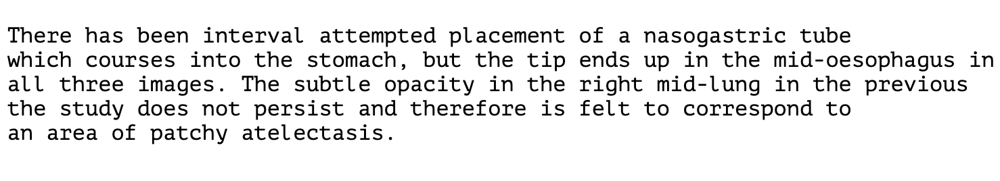 There has been interval attempted placement of a nasogastric tube
which courses into the stomach, but the tip ends up in the mid-oesophagus in
all three images. The subtle opacity in the right mid-lung in the previous
the study does not persist and therefore is felt to correspond to
an area of patchy atelectasis.